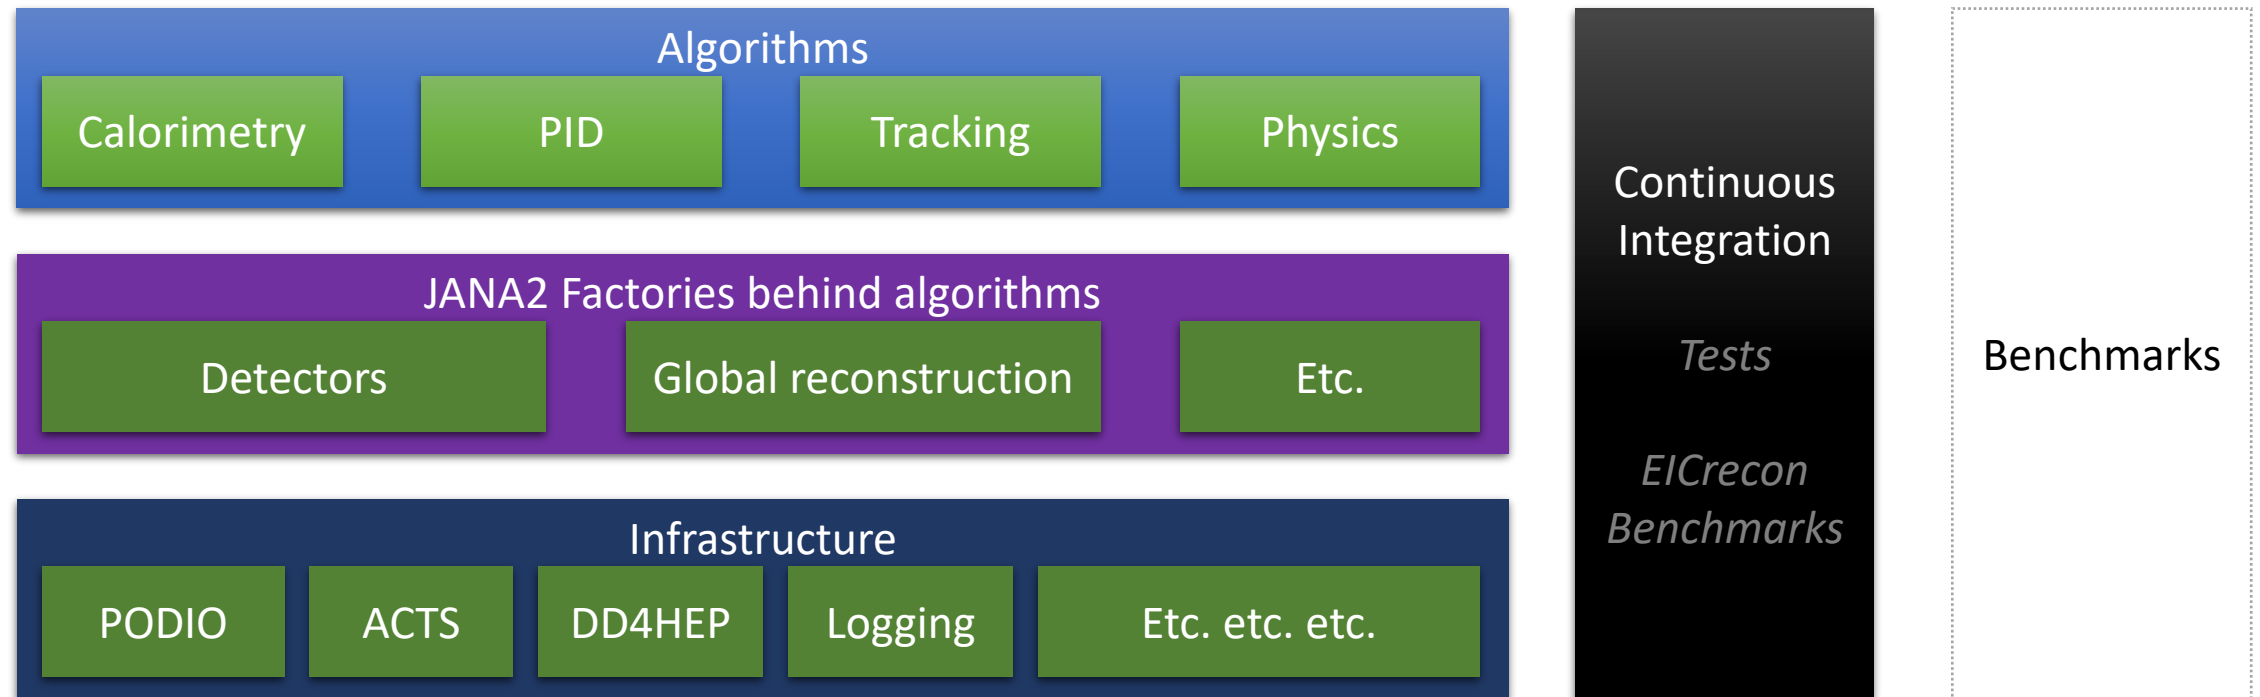 Algorithms
Calorimetry
PID
Tracking
Physics
JANA2 Factories behind algorithms
Detectors
Global reconstruction
Etc.
Infrastructure
PODIO
ACTS
DD4HEP
Logging
Etc. etc. etc.
Continuous
Integration
Tests
EICrecon
Benchmarks
Benchmarks